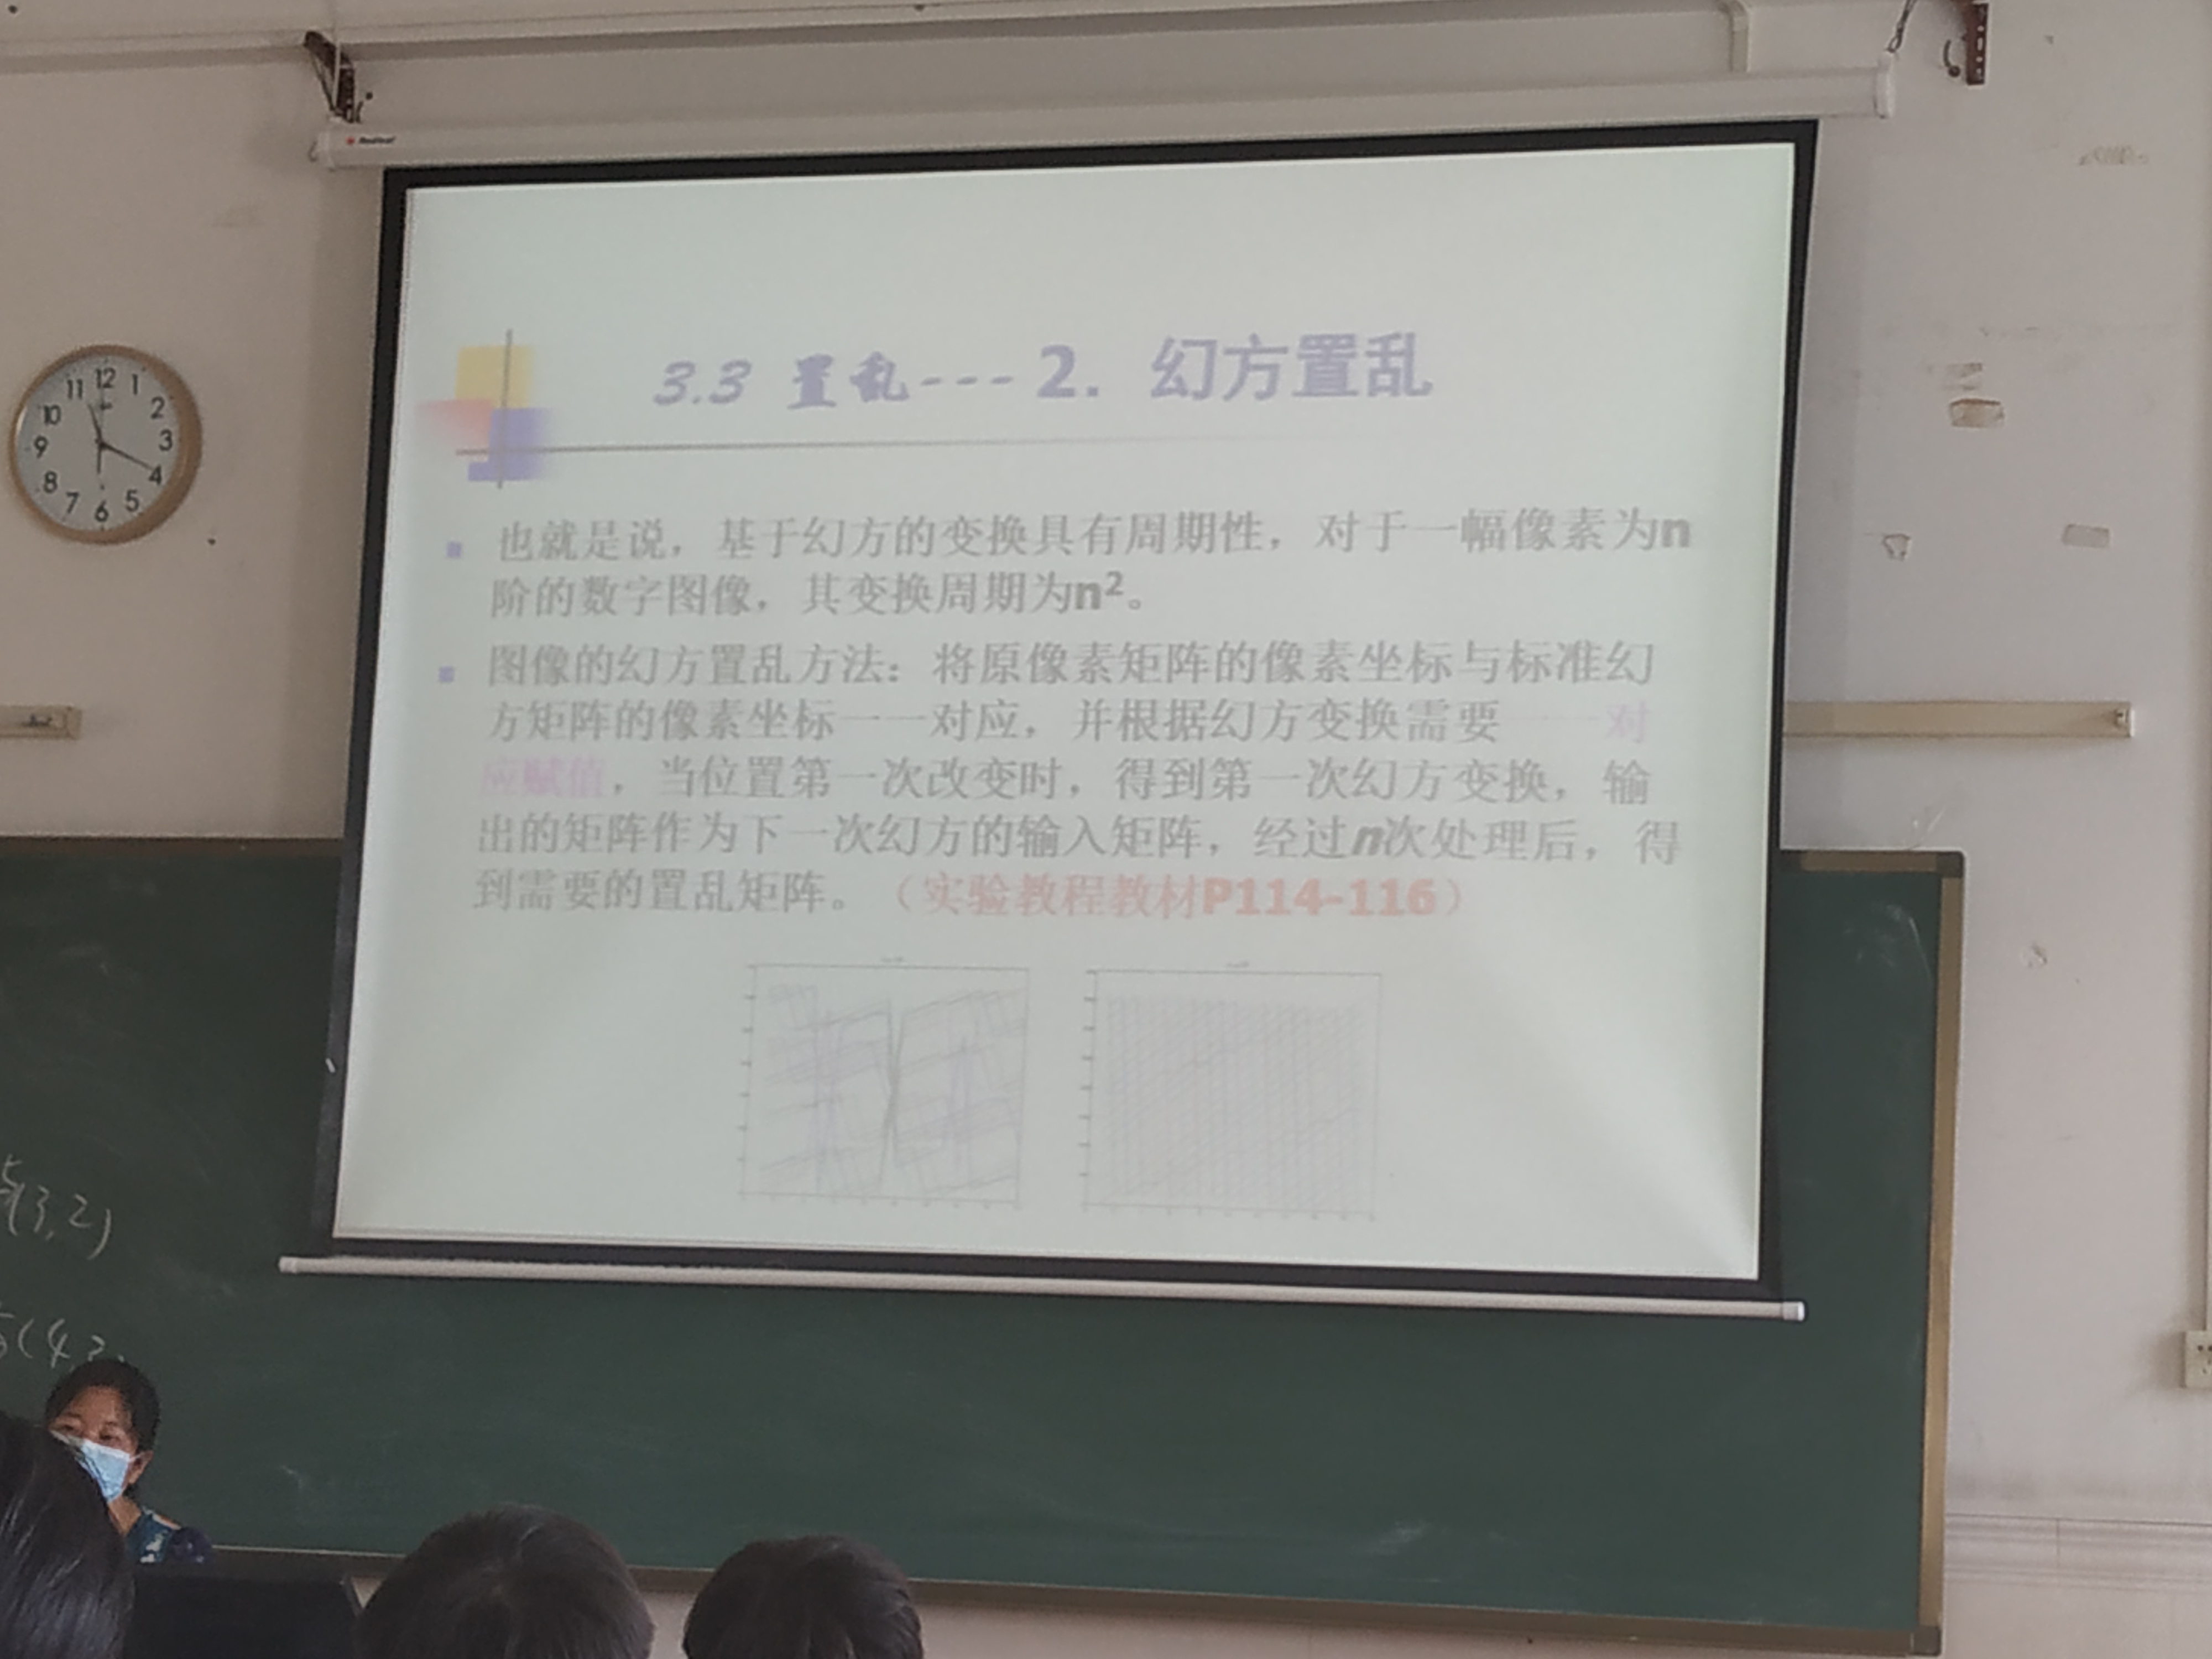 3.3 置乱---2. 幻方置乱
也就是说，基于幻方的变换具有周期性，对于一幅像素为n
阶的数字图像，其变换周期为n²。
图像的幻方置乱方法：将原像素矩阵的像素坐标与标准幻
方矩阵的像素坐标一一对应，并根据幻方变换需要一一对
应赋值，当位置第一次改变时，得到第一次幻方变换，输
出的矩阵作为下一次幻方的输入矩阵，经过n次处理后，得
到需要的置乱矩阵。（实验教程教材P114-116）
12
1
2
3
4
5
6
7
8
9
10
11
(3,2)
(4,